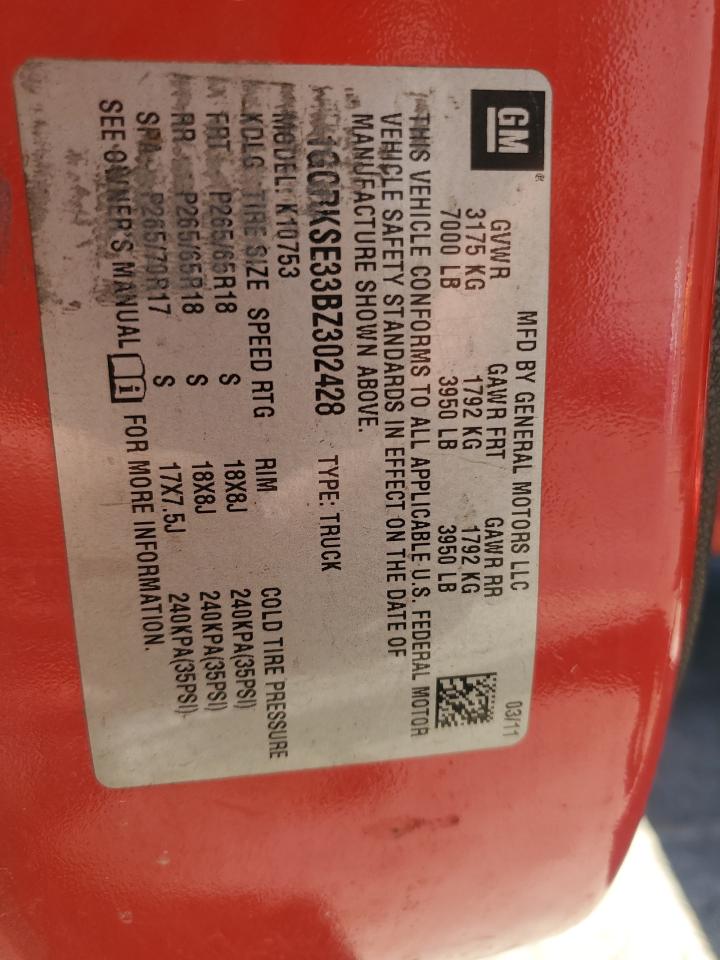 GM ®
MFD BY GENERAL MOTORS LLC 03/11
GVWR GAWR FRT GAWR RR
3175 KG 1792 KG 1792 KG
7000 LB 3950 LB 3950 LB
THIS VEHICLE CONFORMS TO ALL APPLICABLE U.S. FEDERAL MOTOR
VEHICLE SAFETY STANDARDS IN EFFECT ON THE DATE OF
MANUFACTURE SHOWN ABOVE.
1GCRKSE33BZ302428 TYPE: TRUCK
MODEL: K10753
KDLG TIRE SIZE SPEED RTG RIM COLD TIRE PRESSURE
FRT P265/65R18 S 18X8J 240KPA(35PSI)
RR P265/65R18 S 18X8J 240KPA(35PSI)
SPA P265/70R17 S 17X7.5J 240KPA(35PSI)
SEE OWNER'S MANUAL i FOR MORE INFORMATION.